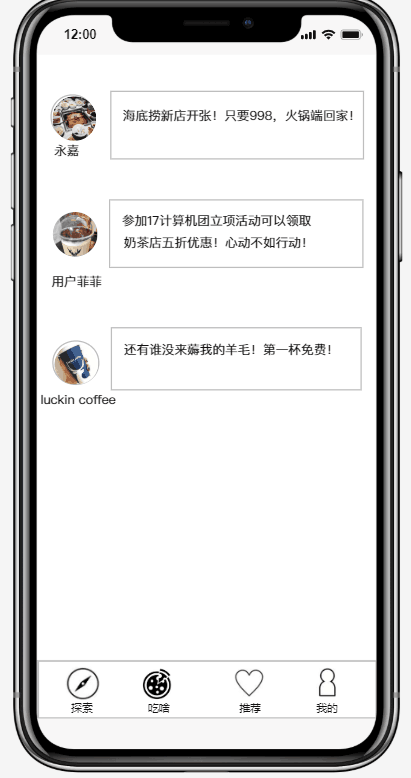 12:00
海底捞新店开张！只要998，火锅端回家！
永嘉
参加17计算机团立项活动可以领取
奶茶店五折优惠！心动不如行动！
用户菲菲
还有谁没来薅我的羊毛！第一杯免费！
luckin coffee
探索
吃啥
推荐
我的